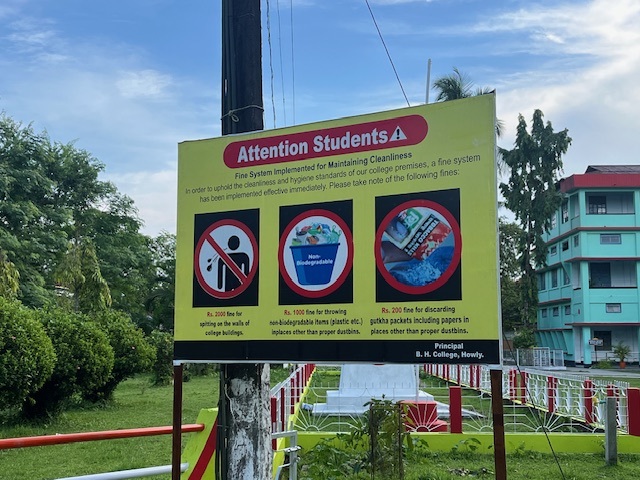 Attention Students
Fine System Implemented for Maintaining Cleanliness
In order to uphold the cleanliness and hygiene standards of our college premises, a fine system
has been implemented effective immediately. Please take note of the following fines:
Non-
Biodegradable
Rs. 2000 fine for
spitting on the walls of
college buildings.
Rs. 1000 fine for throwing
non-biodegradable items (plastic etc.)
inplaces other than proper dustbins.
Rs. 200 fine for discarding
gutkha packets including papers in
places other than proper dustbins.
Principal
B. H. College, Howly.